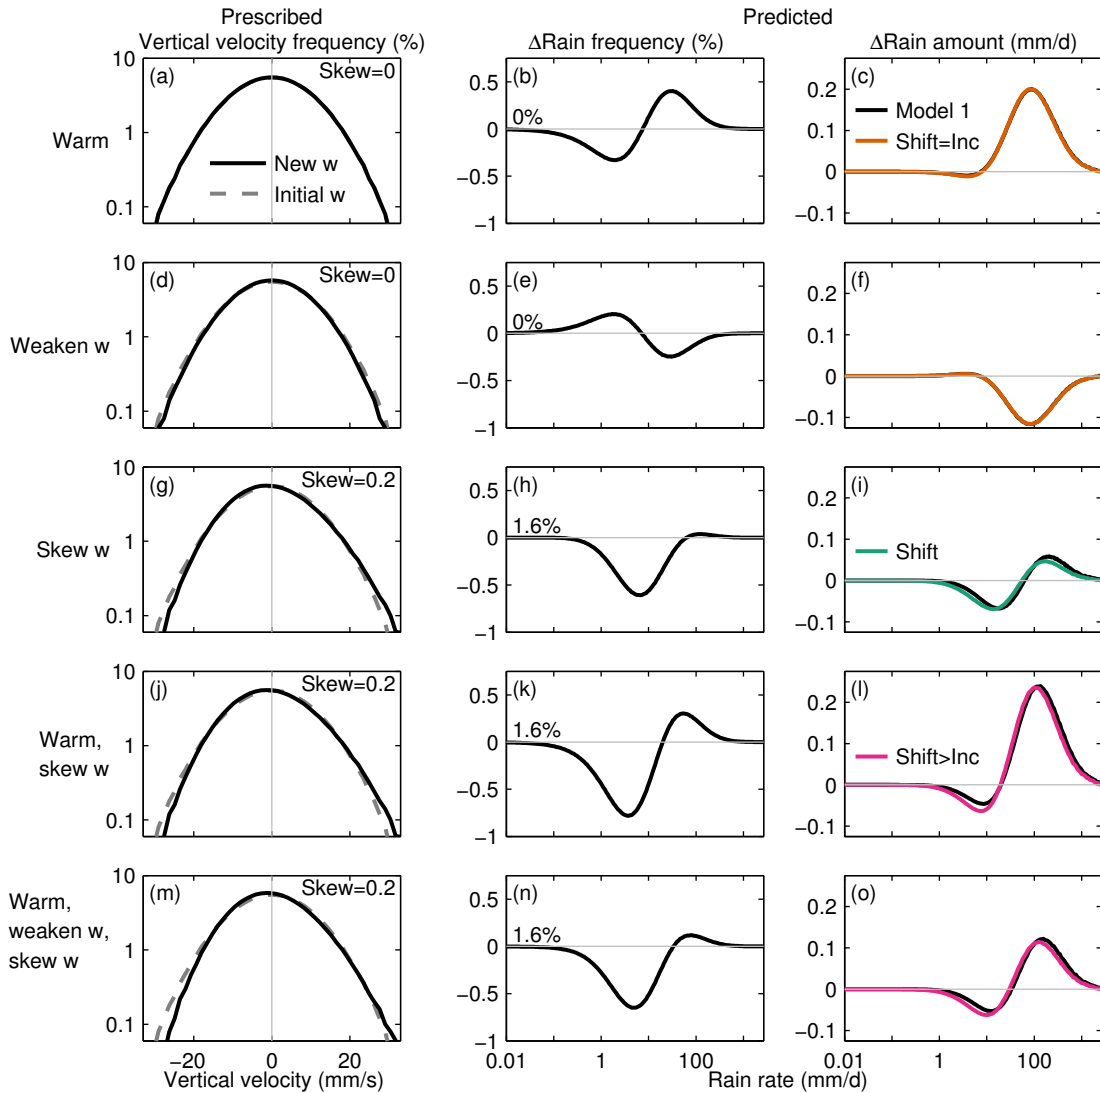 Prescribed
Predicted
Vertical velocity frequency (%)
ΔRain frequency (%)
ΔRain amount (mm/d)
Warm
10
1
0.1
(a)
Skew=0
New w
Initial w
0.5
0
−0.5
−1
(b)
0%
0.2
0.1
0
−0.1
(c)
Model 1
Shift=Inc
Weaken w
10
1
0.1
(d)
Skew=0
0.5
0
−0.5
−1
(e)
0%
0.2
0.1
0
−0.1
(f)
Skew w
10
1
0.1
(g)
Skew=0.2
0.5
0
−0.5
−1
(h)
1.6%
0.2
0.1
0
−0.1
(i)
Shift
Warm,
skew w
10
1
0.1
(j)
Skew=0.2
0.5
0
−0.5
−1
(k)
1.6%
0.2
0.1
0
−0.1
(l)
Shift>Inc
Warm,
weaken w,
skew w
10
1
0.1
(m)
Skew=0.2
0.5
0
−0.5
−1
(n)
1.6%
0.2
0.1
0
−0.1
(o)
−20 0 20
0.01 1 100
0.01 1 100
Vertical velocity (mm/s)
Rain rate (mm/d)